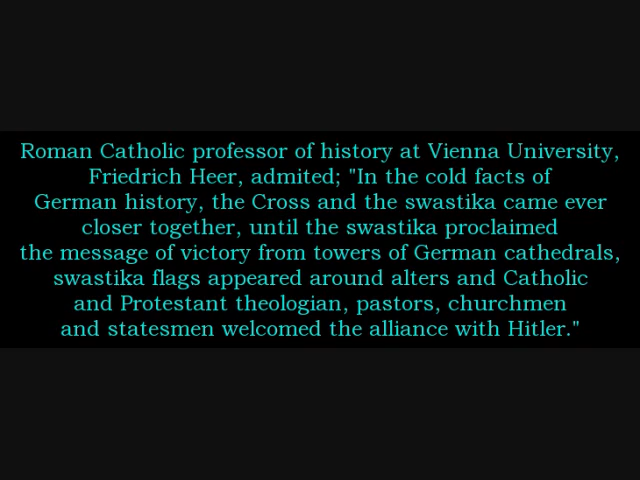 Roman Catholic professor of history at Vienna University,
Friedrich Heer, admited; "In the cold facts of
German history, the Cross and the swastika came ever
closer together, until the swastika proclaimed
the message of victory from towers of German cathedrals,
swastika flags appeared around alters and Catholic
and Protestant theologian, pastors, churchmen
and statesmen welcomed the alliance with Hitler."